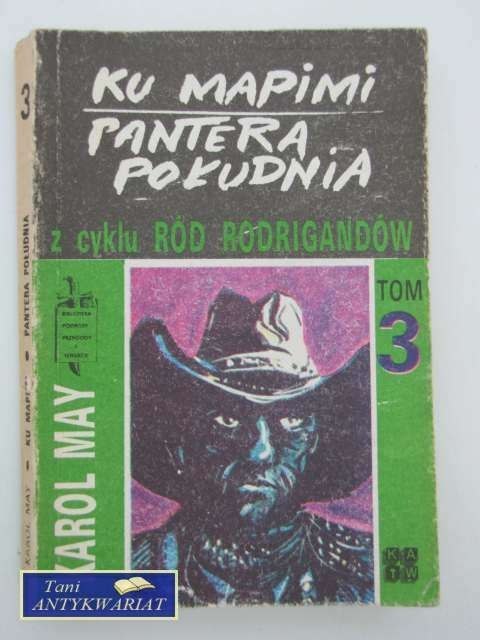 KU MAPIMI
PANTERA
POŁUDNIA
z cyklu RÓD RODRIGANDÓW
TOM
3
KAROL MAY
BIBLIOTEKA
PODRÓŻY
PRZYGODY
I
SENSACJI
K A
T W
3
KAROL MAY • KU MAPIMI • PANTERA POŁUDNIA
Tani
ANTYKWARIAT